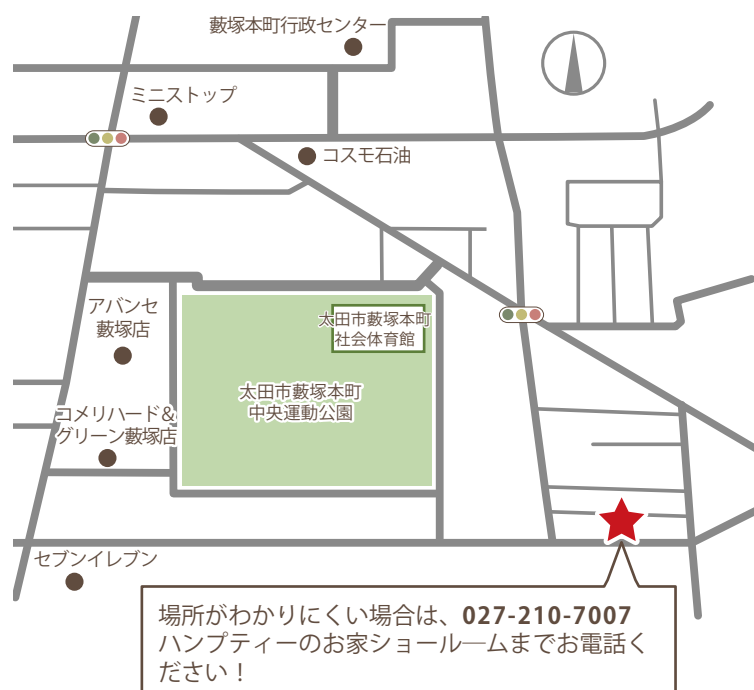 藪塚本町行政センター
ミニストップ
コスモ石油
アバンセ
藪塚店
太田市藪塚本町
社会体育館
太田市藪塚本町
中央運動公園
コメリハード&
グリーン藪塚店
セブンイレブン
場所がわかりにくい場合は、027-210-7007
ハンプティーのお家ショールームまでお電話く
ださい！